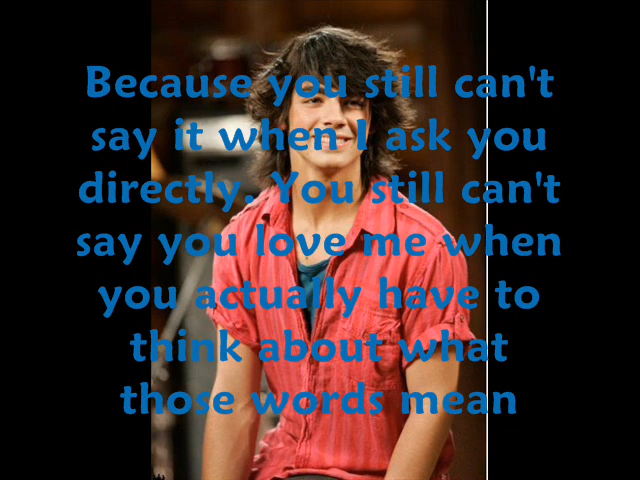 Because you still can't
say it when I ask you
directly. You still can't
say you love me when
you actually have to
think about what
those words mean